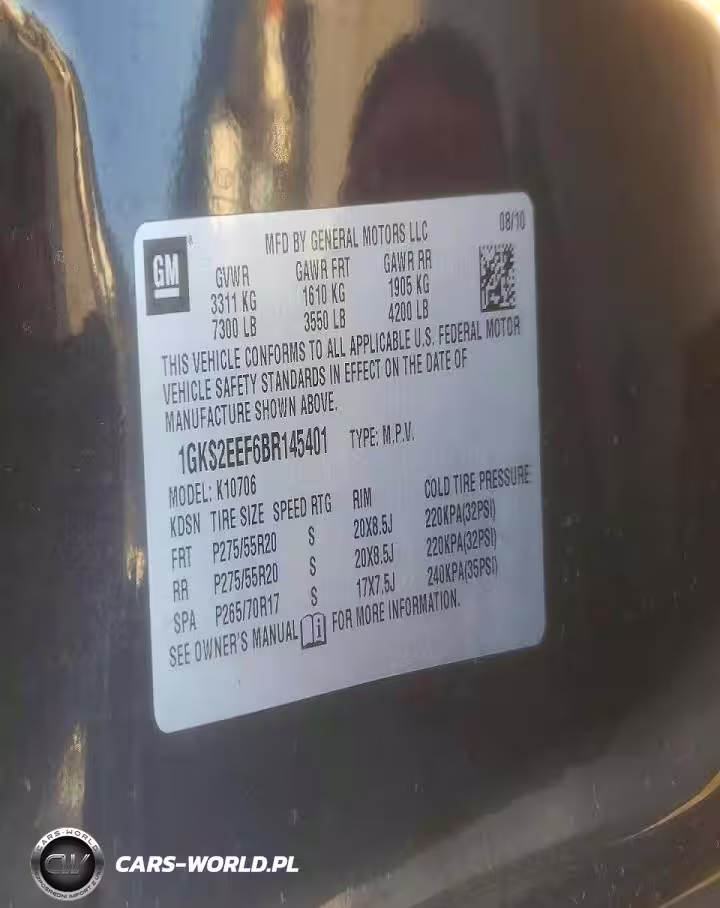 08/10
GM
MFD BY GENERAL MOTORS LLC
GVWR GAWR FRT GAWR RR
3311 KG 1610 KG 1905 KG
7300 LB 3550 LB 4200 LB
THIS VEHICLE CONFORMS TO ALL APPLICABLE U.S. FEDERAL MOTOR
VEHICLE SAFETY STANDARDS IN EFFECT ON THE DATE OF
MANUFACTURE SHOWN ABOVE.
1GKS2EEF6BR145401 TYPE: M.P.V.
MODEL: K10706
KDSN TIRE SIZE SPEED RTG RIM COLD TIRE PRESSURE
FRT P275/55R20 S 20X8.5J 220KPA(32PSI)
RR P275/55R20 S 20X8.5J 220KPA(32PSI)
SPA P265/70R17 S 17X7.5J 240KPA(35PSI)
SEE OWNER'S MANUAL FOR MORE INFORMATION.
CARS-WORLD
CW
CARS-WORLD.PL